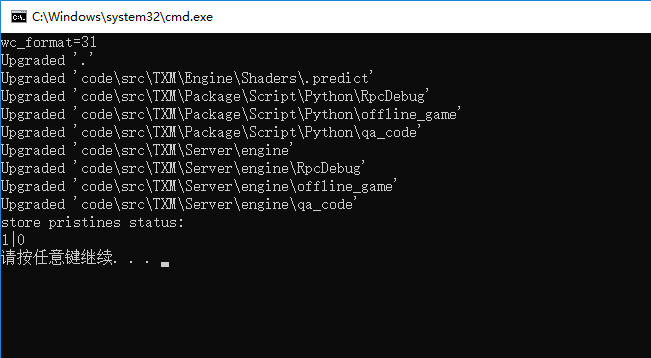 C:\Windows\system32\cmd.exe
wc_format=31
Upgraded '.'
Upgraded 'code\src\TXM\Engine\Shaders\.predict'
Upgraded 'code\src\TXM\Package\Script\Python\RpcDebug'
Upgraded 'code\src\TXM\Package\Script\Python\offline_game'
Upgraded 'code\src\TXM\Package\Script\Python\qa_code'
Upgraded 'code\src\TXM\Server\engine'
Upgraded 'code\src\TXM\Server\engine\RpcDebug'
Upgraded 'code\src\TXM\Server\engine\offline_game'
Upgraded 'code\src\TXM\Server\engine\qa_code'
store pristines status:
1|0
请按任意键继续. . .